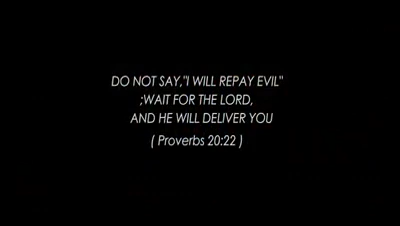 DO NOT SAY,"I WILL REPAY EVIL"
;WAIT FOR THE LORD,
AND HE WILL DELIVER YOU
( Proverbs 20:22 )